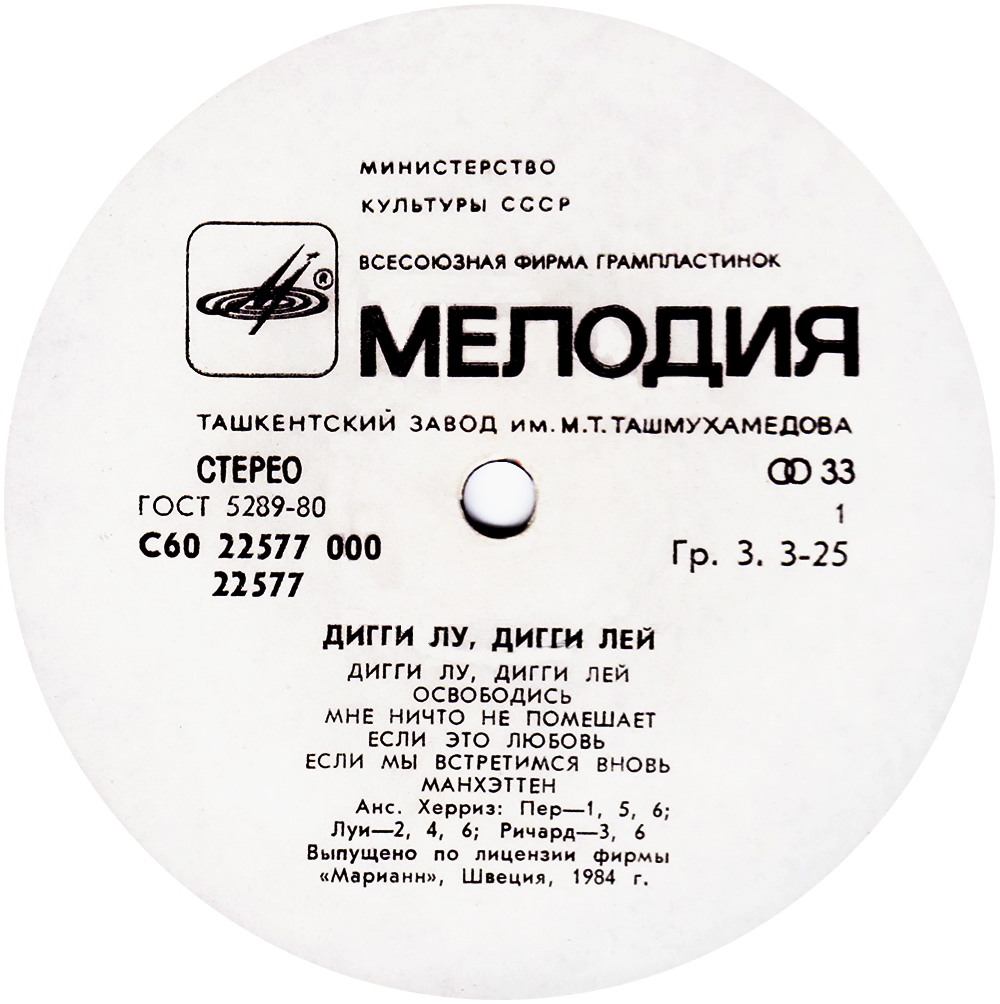 МИНИСТЕРСТВО
КУЛЬТУРЫ СССР
ВСЕСОЮЗНАЯ ФИРМА ГРАМПЛАСТИНОК
®
МЕЛОДИЯ
ТАШКЕНТСКИЙ ЗАВОД им. М.Т. ТАШМУХАМЕДОВА
СТЕРЕО
33
ГОСТ 5289-80
1
С60 22577 000
Гр. 3. 3-25
22577
ДИГГИ ЛУ, ДИГГИ ЛЕЙ
ДИГГИ ЛУ, ДИГГИ ЛЕЙ
ОСВОБОДИСЬ
МНЕ НИЧТО НЕ ПОМЕШАЕТ
ЕСЛИ ЭТО ЛЮБОВЬ
ЕСЛИ МЫ ВСТРЕТИМСЯ ВНОВЬ
МАНХЭТТЕН
Анс. Херриз: Пер—1, 5, 6;
Луи—2, 4, 6; Ричард—3, 6
Выпущено по лицензии фирмы
«Марианн», Швеция, 1984 г.